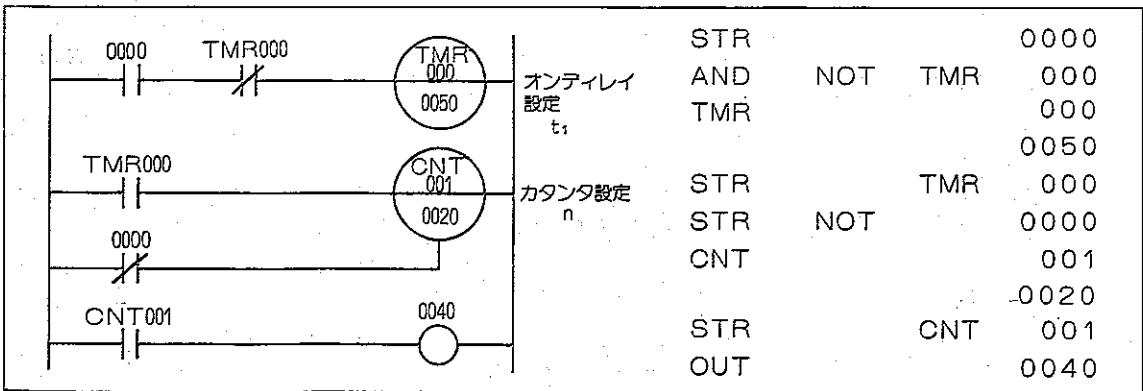 0000 TMR000 TMR
000
0050
オンディレイ
設定
t₁
TMR000 CNT
001
0020
カタンタ設定
n
0000
CNT001 0040
STR 0000
AND NOT TMR 000
TMR 000
0050
STR TMR 000
STR NOT 0000
CNT 001
0020
STR CNT 001
OUT 0040